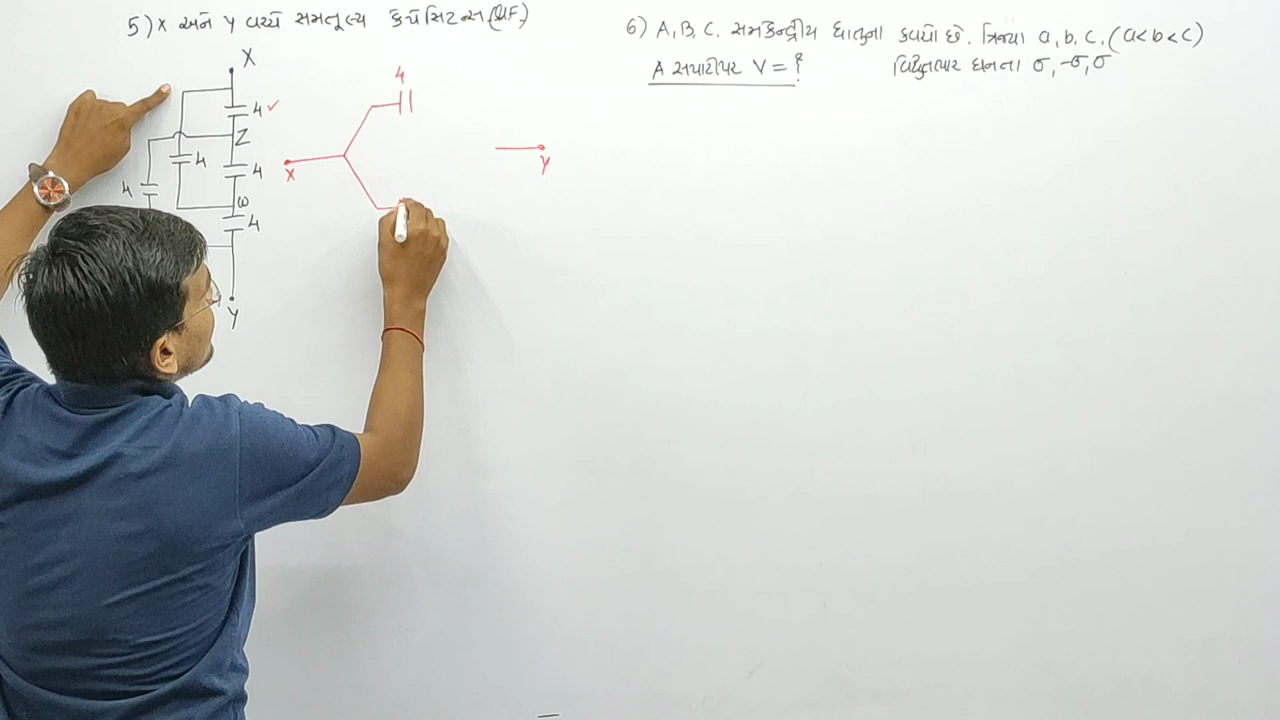 5) X અને Y વચ્ચે સમતુલ્ય કેપેસિટન્સ (μF)
6) A, B, C. સમકેન્દ્રીય ધાતુના કવચો છે. ત્રિજ્યા a, b, c. (a<b<c)
A સપાટીપર V = ?
વિદ્યુતભાર ઘનતા σ, -σ, σ
X
4 ✓
Z
4
4
4
W
4
Y
4
X
Y